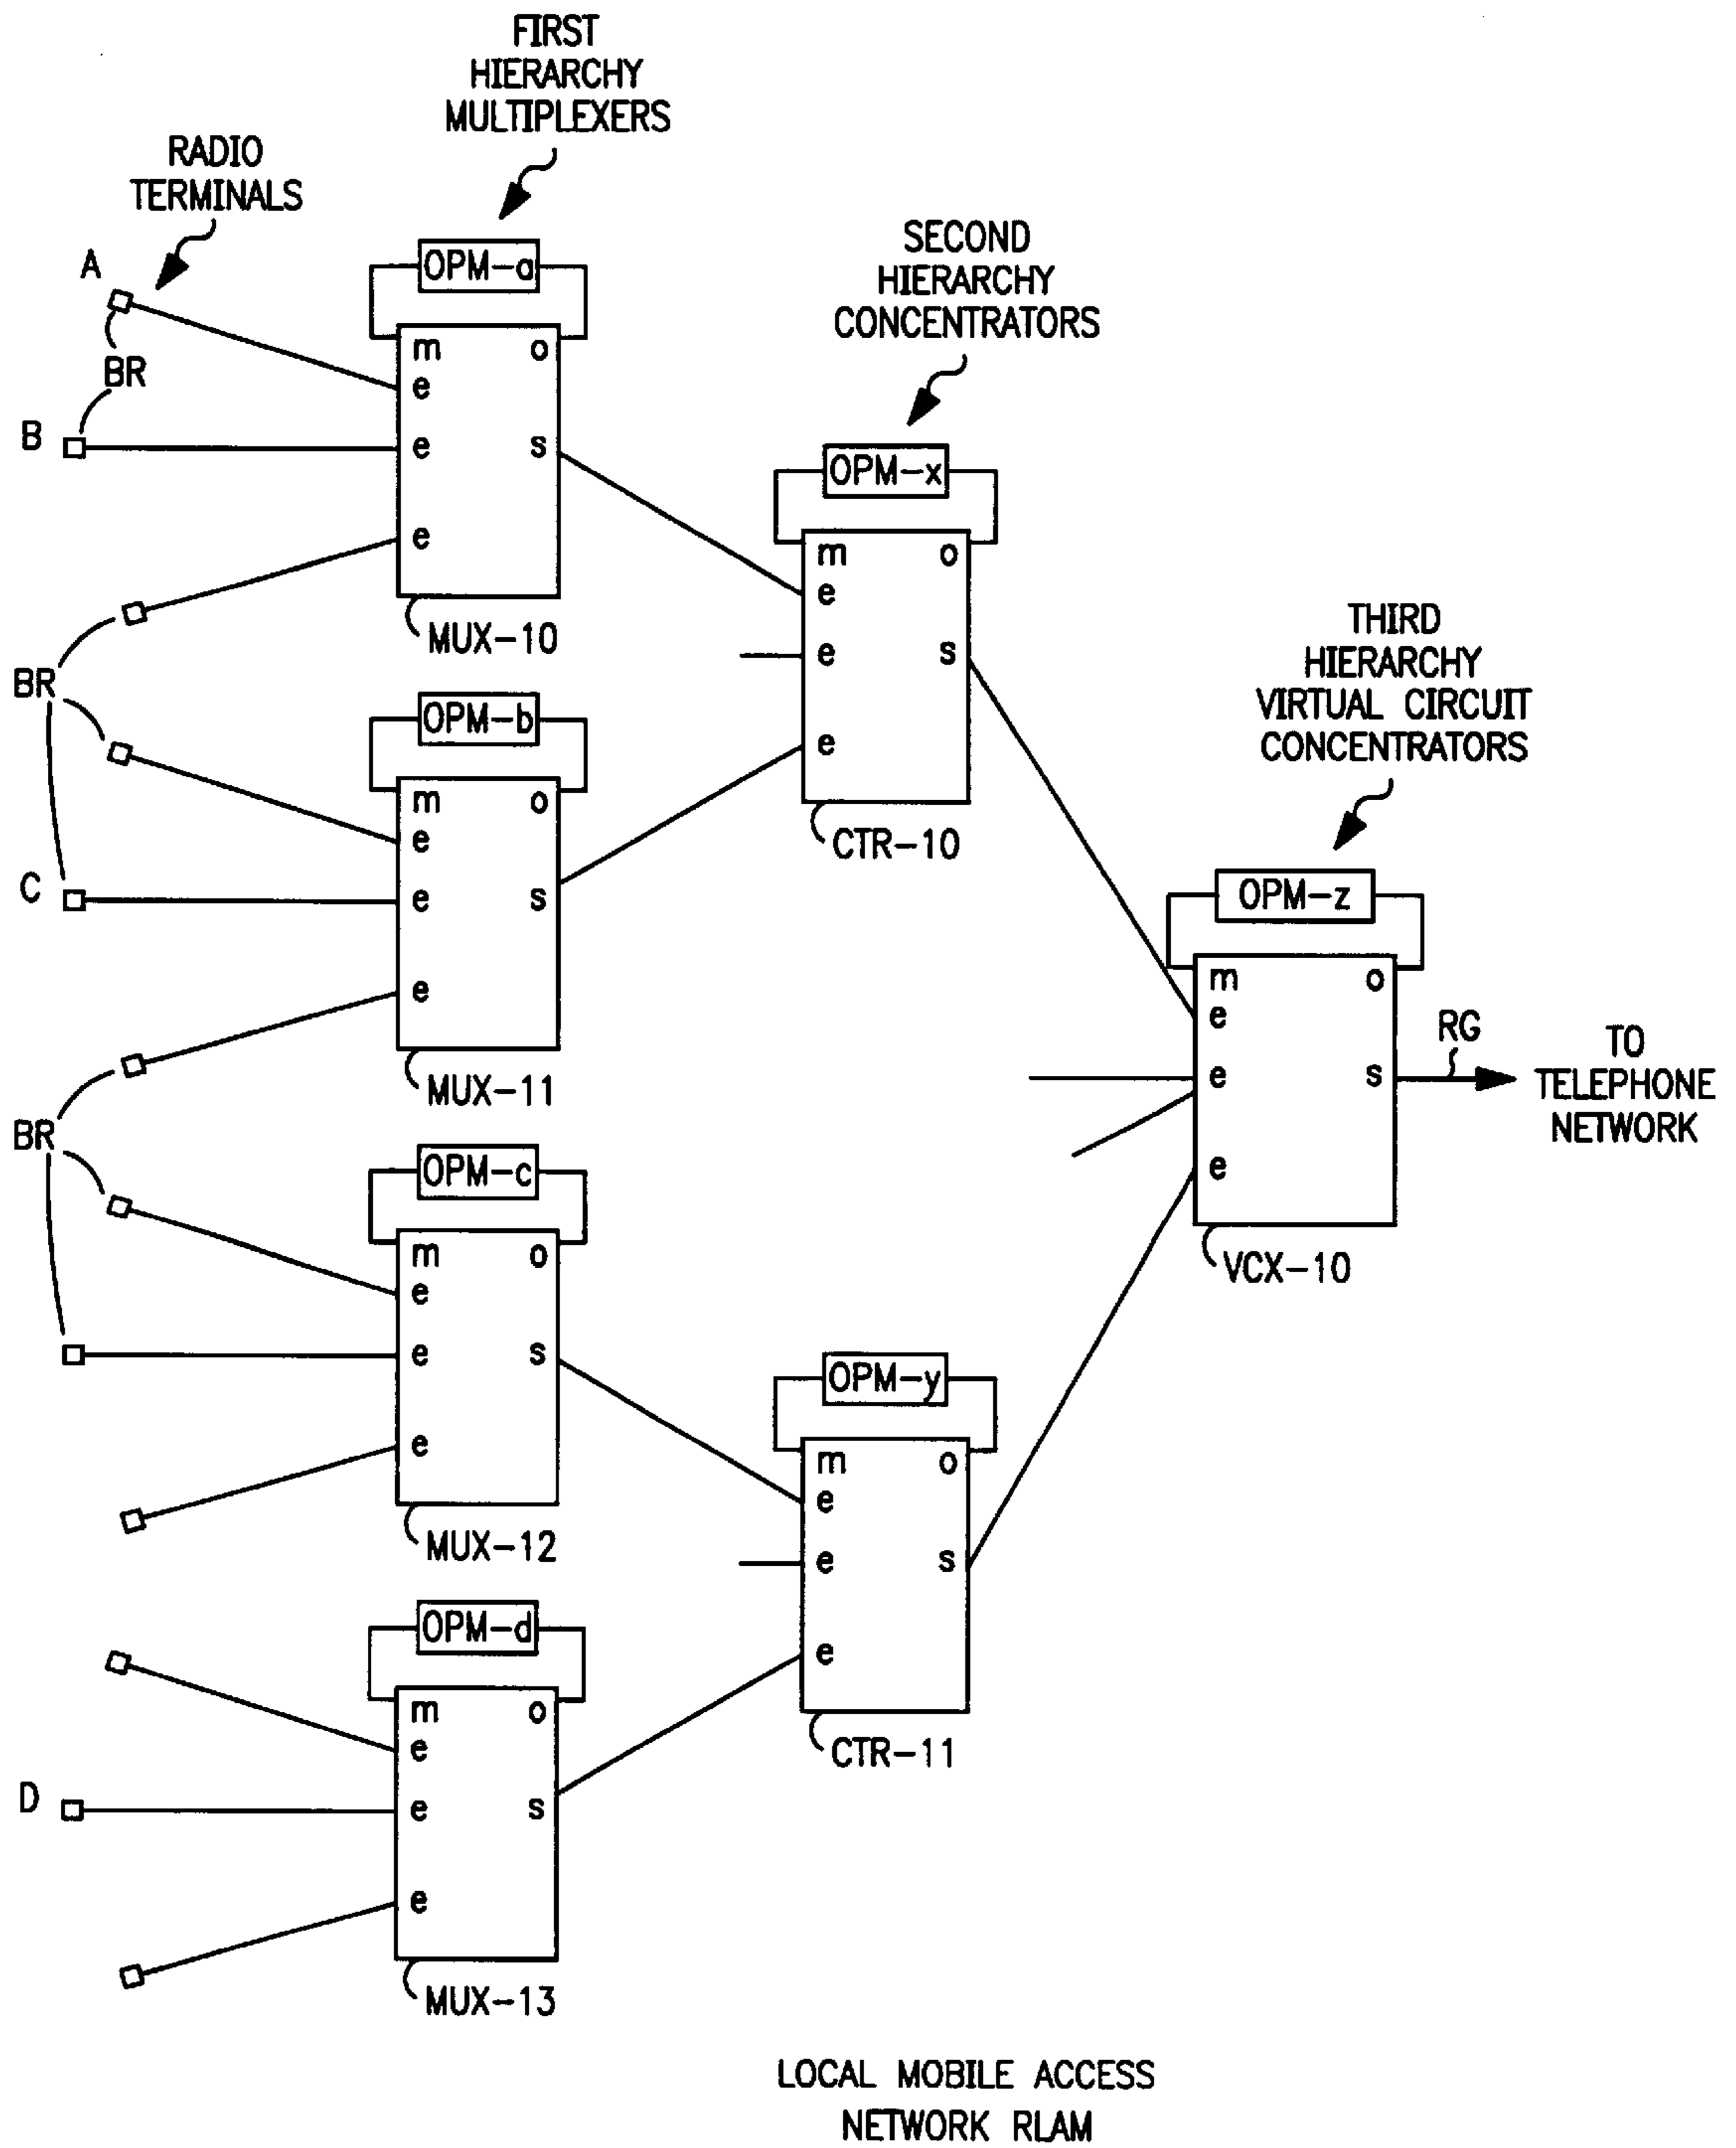 FIRST
HIERARCHY
MULTIPLEXERS
RADIO
TERMINALS
A
OPM-a
m o
e
BR
B
e s
e
MUX-10
SECOND
HIERARCHY
CONCENTRATORS
OPM-x
m o
e
e s
e
CTR-10
BR
OPM-b
m o
e
C
e s
e
MUX-11
THIRD
HIERARCHY
VIRTUAL CIRCUIT
CONCENTRATORS
OPM-z
m o
e
e s
e
VCX-10
RG
TO
TELEPHONE
NETWORK
BR
OPM-c
m o
e
e s
e
MUX-12
OPM-y
m o
e
e s
e
CTR-11
OPM-d
m o
e
D
e s
e
MUX-13
LOCAL MOBILE ACCESS
NETWORK RLAM